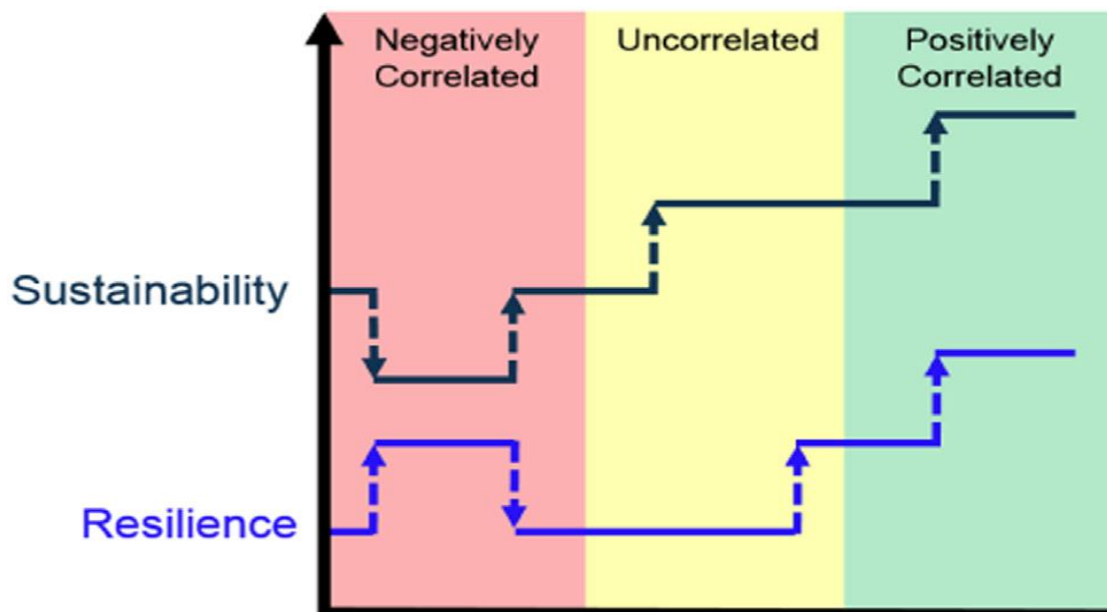 Negatively
Correlated
Uncorrelated
Positively
Correlated
Sustainability
Resilience